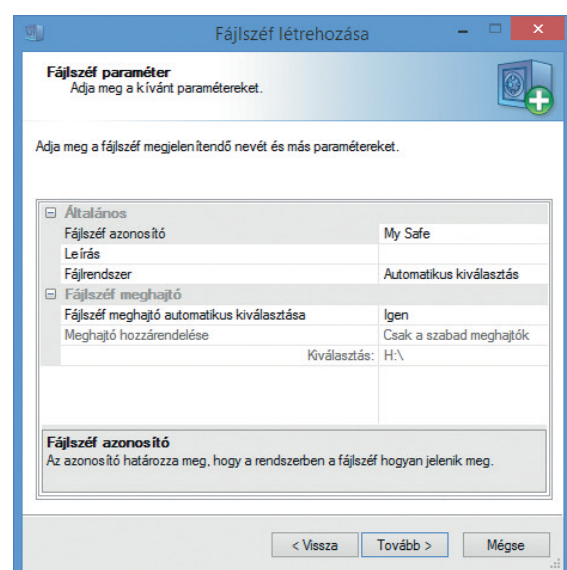 Fájlszéf létrehozása
Fájlszéf paraméter
Adja meg a kívánt paramétereket.
Adja meg a fájlszéf megjelenítendő nevét és más paramétereket.
Általános
Fájlszéf azonosító My Safe
Leírás
Fájlrendszer Automatikus kiválasztás
Fájlszéf meghajtó
Fájlszéf meghajtó automatikus kiválasztása Igen
Meghajtó hozzárendelése Csak a szabad meghajtók
Kiválasztás: H:\
Fájlszéf azonosító
Az azonosító határozza meg, hogy a rendszerben a fájlszéf hogyan jelenik meg.
< Vissza Tovább > Mégse